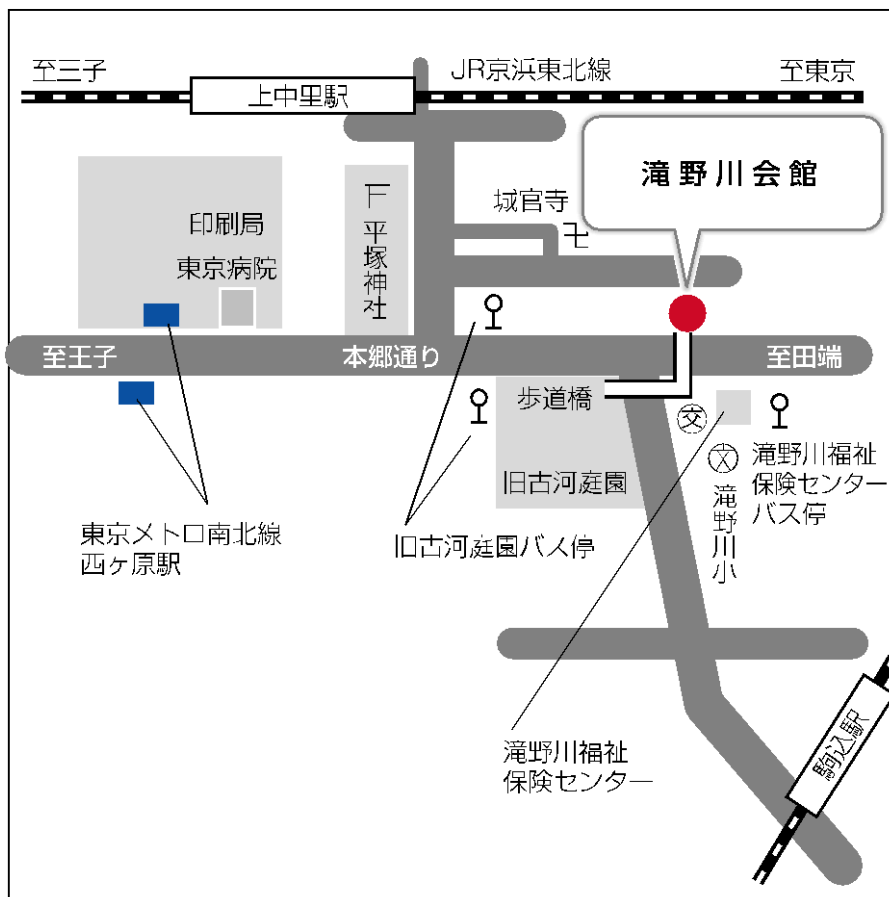 至三子
JR京浜東北線
至東京
上中里駅
滝野川会館
城官寺
卍
印刷局
東京病院
平塚神社
至王子
本郷通り
至田端
歩道橋
交
文
滝野川福祉
保険センター
バス停
旧古河庭園
滝野川小
東京メトロ南北線
西ヶ原駅
旧古河庭園バス停
滝野川福祉
保険センター
駒込駅